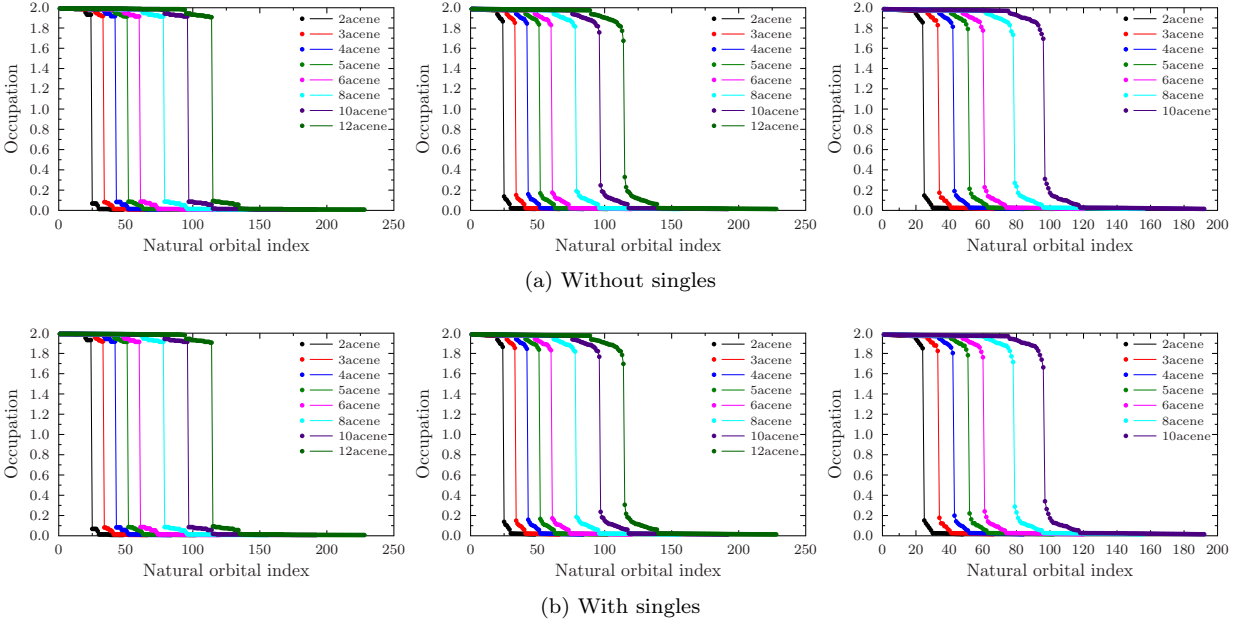 2.0
1.8
1.6
1.4
1.2
1.0
0.8
0.6
0.4
0.2
0.0
Occupation
0 50 100 150 200 250
Natural orbital index
2acene
3acene
4acene
5acene
6acene
8acene
10acene
12acene
2.0
1.8
1.6
1.4
1.2
1.0
0.8
0.6
0.4
0.2
0.0
Occupation
0 50 100 150 200 250
Natural orbital index
2acene
3acene
4acene
5acene
6acene
8acene
10acene
12acene
2.0
1.8
1.6
1.4
1.2
1.0
0.8
0.6
0.4
0.2
0.0
Occupation
0 20 40 60 80 100 120 140 160 180 200
Natural orbital index
2acene
3acene
4acene
5acene
6acene
8acene
10acene
(a) Without singles
2.0
1.8
1.6
1.4
1.2
1.0
0.8
0.6
0.4
0.2
0.0
Occupation
0 50 100 150 200 250
Natural orbital index
2acene
3acene
4acene
5acene
6acene
8acene
10acene
12acene
2.0
1.8
1.6
1.4
1.2
1.0
0.8
0.6
0.4
0.2
0.0
Occupation
0 50 100 150 200 250
Natural orbital index
2acene
3acene
4acene
5acene
6acene
8acene
10acene
12acene
2.0
1.8
1.6
1.4
1.2
1.0
0.8
0.6
0.4
0.2
0.0
Occupation
0 20 40 60 80 100 120 140 160 180 200
Natural orbital index
2acene
3acene
4acene
5acene
6acene
8acene
10acene
(b) With singles